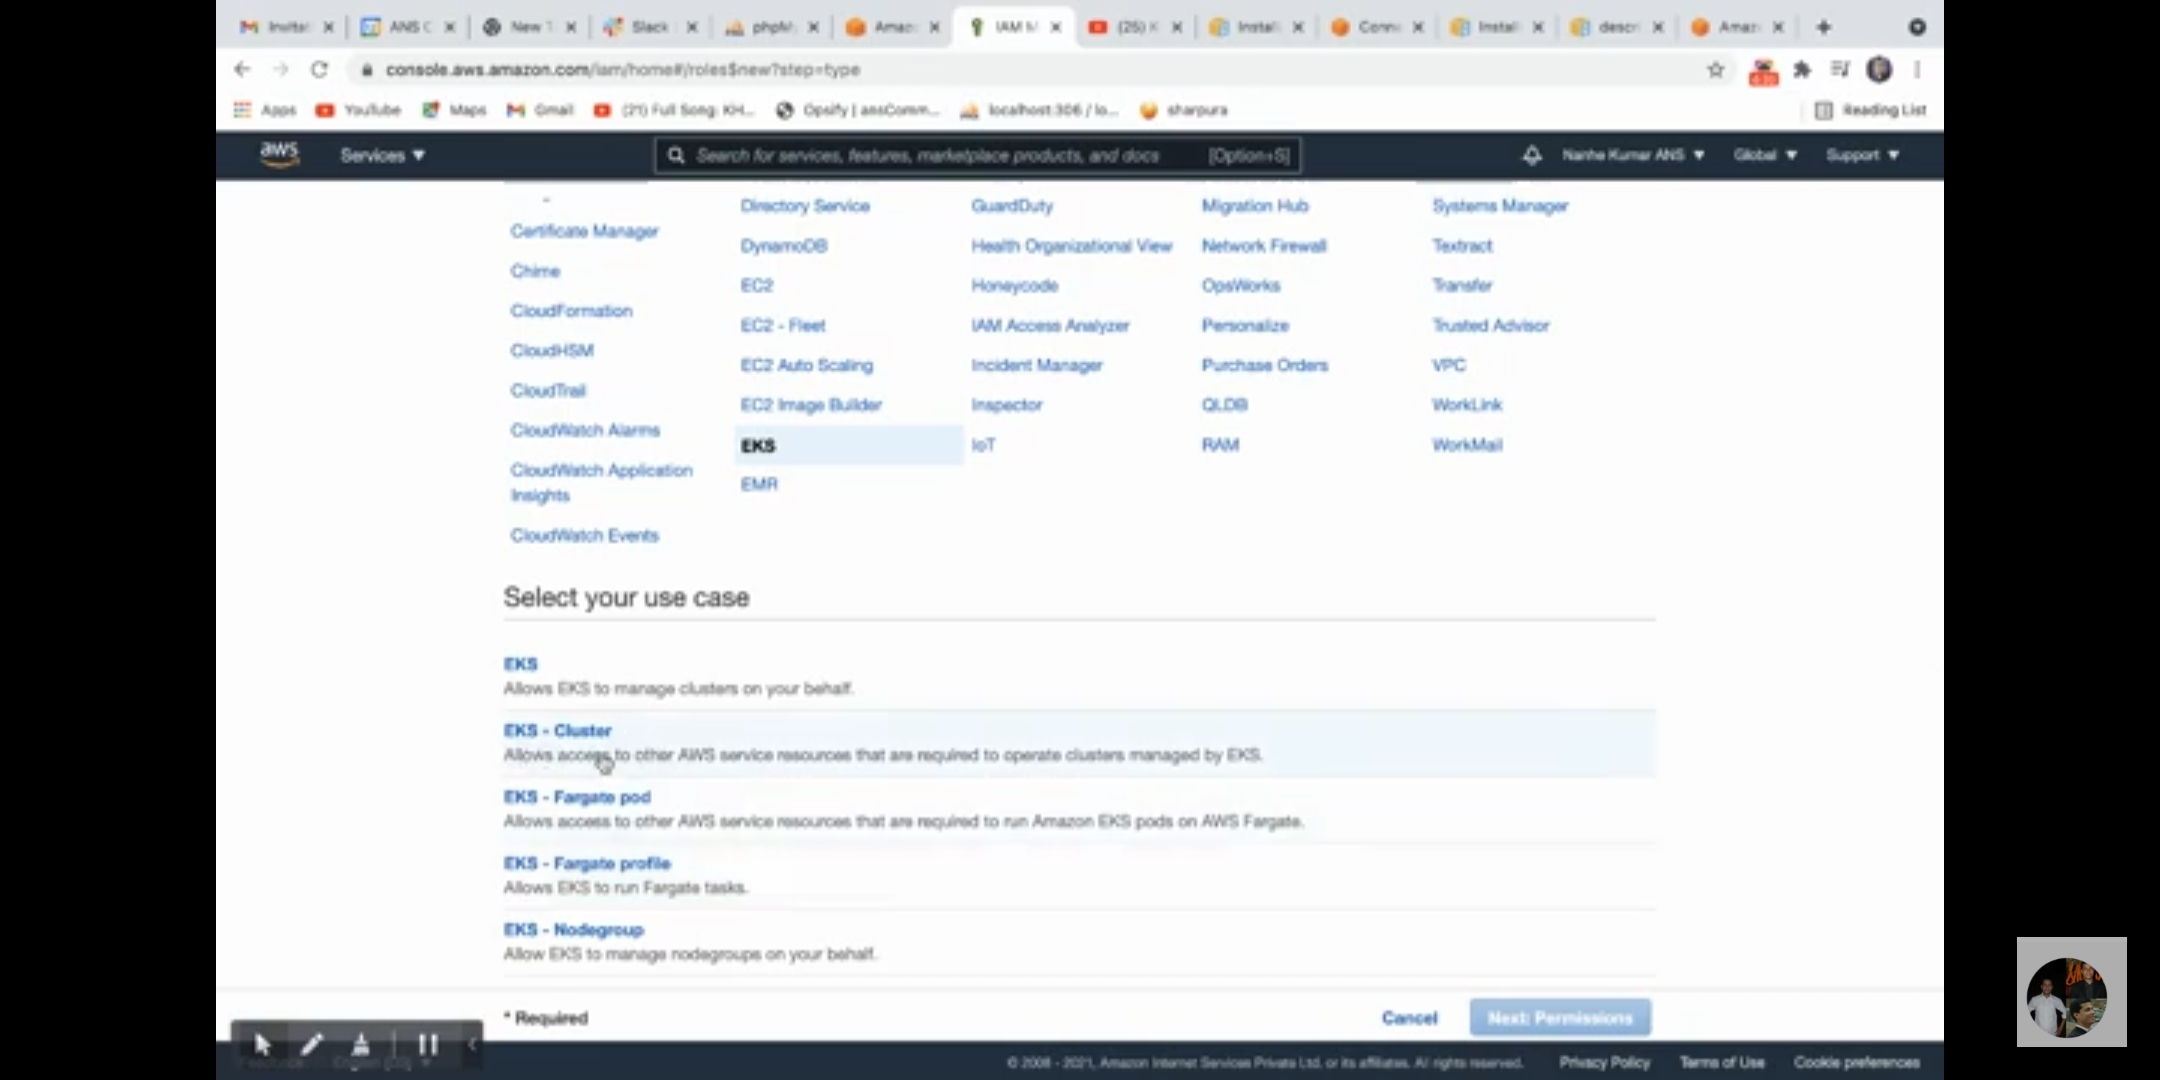 ANS C
New T
Slack
Amaz
IAM M
(25)
Install
Conn
Install
descri
Amaz
console.aws.amazon.com/iam/home#/roles$new?step=type
Apps
YouTube
Maps
Gmail
(21) Full Song: KH...
Opsify | ansComm...
localhost:306 / lo...
sharpura
Reading List
aws
Services
Search for services, features, marketplace products, and docs
[Option+S]
Nanhe Kumar ANS
Global
Support
Certificate Manager
Chime
CloudFormation
CloudHSM
CloudTrail
CloudWatch Alarms
CloudWatch Application
Insights
CloudWatch Events
Directory Service
DynamoDB
EC2
EC2 - Fleet
EC2 Auto Scaling
EC2 Image Builder
EKS
EMR
GuardDuty
Health Organizational View
Honeycode
IAM Access Analyzer
Incident Manager
Inspector
IoT
Migration Hub
Network Firewall
OpsWorks
Personalize
Purchase Orders
QLDB
RAM
Systems Manager
Textract
Transfer
Trusted Advisor
VPC
WorkLink
WorkMail
Select your use case
EKS
Allows EKS to manage clusters on your behalf.
EKS - Cluster
Allows access to other AWS service resources that are required to operate clusters managed by EKS.
EKS - Fargate pod
Allows access to other AWS service resources that are required to run Amazon EKS pods on AWS Fargate.
EKS - Fargate profile
Allows EKS to run Fargate tasks.
EKS - Nodegroup
Allow EKS to manage nodegroups on your behalf.
* Required
Cancel
Next: Permissions
© 2008 - 2021, Amazon Internet Services Private Ltd. or its affiliates. All rights reserved.
Privacy Policy
Terms of Use
Cookie preferences